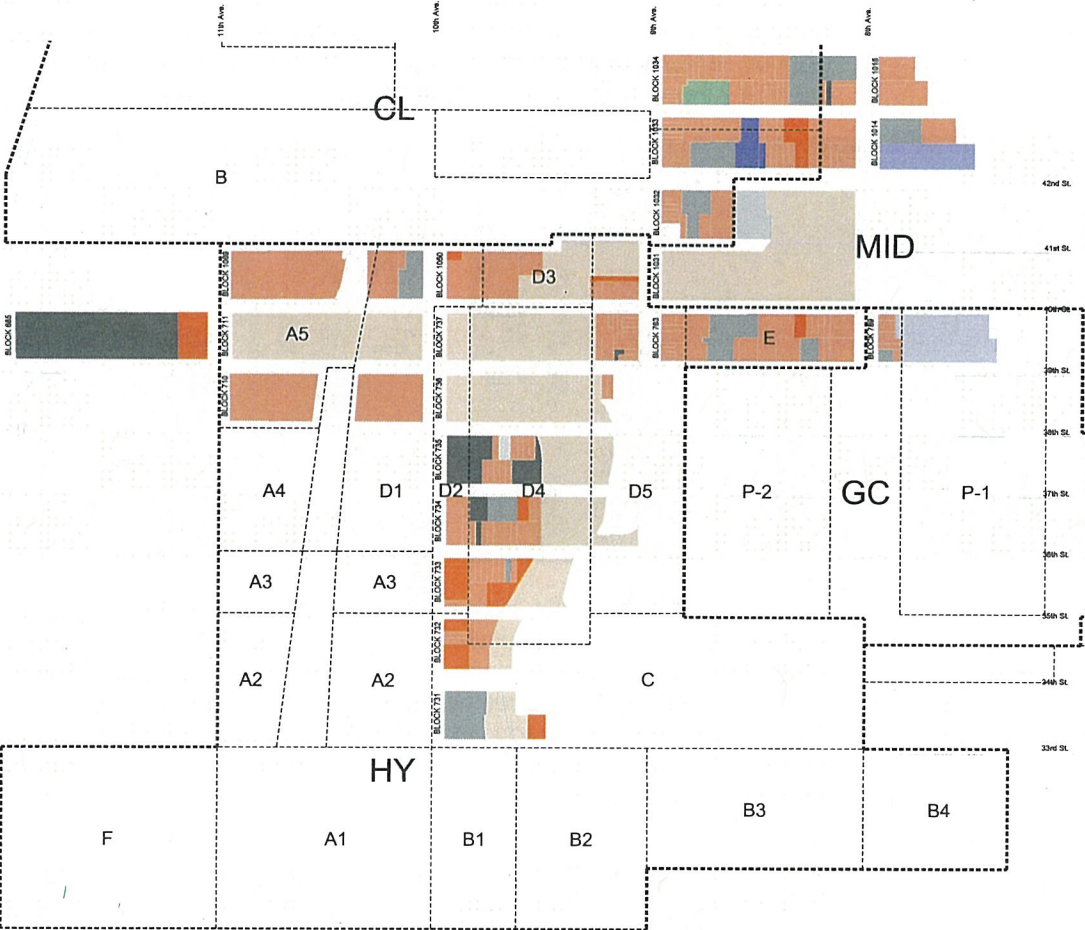 11th Ave.
10th Ave.
9th Ave.
8th Ave.
BLOCK 1034
BLOCK 1015
CL
BLOCK 1033
BLOCK 1014
B
42nd St.
BLOCK 1032
MID
41st St.
BLOCK 1069
BLOCK 1050
D3
BLOCK 1031
40th St.
BLOCK 685
BLOCK 711
A5
BLOCK 737
BLOCK 763
E
BLOCK 789
39th St.
BLOCK 710
BLOCK 736
38th St.
BLOCK 735
A4
D1
D2
D4
D5
P-2
GC
P-1
37th St.
BLOCK 734
36th St.
A3
A3
BLOCK 733
35th St.
BLOCK 732
A2
A2
C
34th St.
BLOCK 731
33rd St.
HY
F
A1
B1
B2
B3
B4